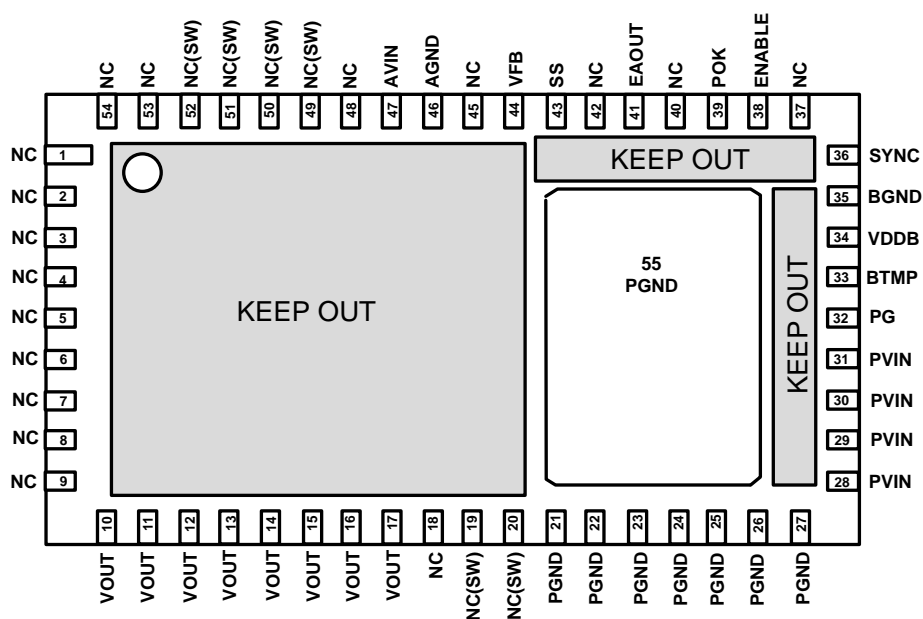 NC NC NC(SW) NC(SW) NC(SW) NC(SW) NC AVIN AGND NC VFB SS NC EAOUT NC POK ENABLE NC
54 53 52 51 50 49 48 47 46 45 44 43 42 41 40 39 38 37
NC 1
KEEP OUT
36 SYNC
NC 2
35 BGND
NC 3
34 VDDB
NC 4
55
PGND
33 BTMP
NC 5
KEEP OUT
KEEP OUT
32 PG
NC 6
31 PVIN
NC 7
30 PVIN
NC 8
29 PVIN
NC 9
28 PVIN
10 11 12 13 14 15 16 17 18 19 20 21 22 23 24 25 26 27
VOUT VOUT VOUT VOUT VOUT VOUT VOUT VOUT NC NC(SW) NC(SW) PGND PGND PGND PGND PGND PGND PGND